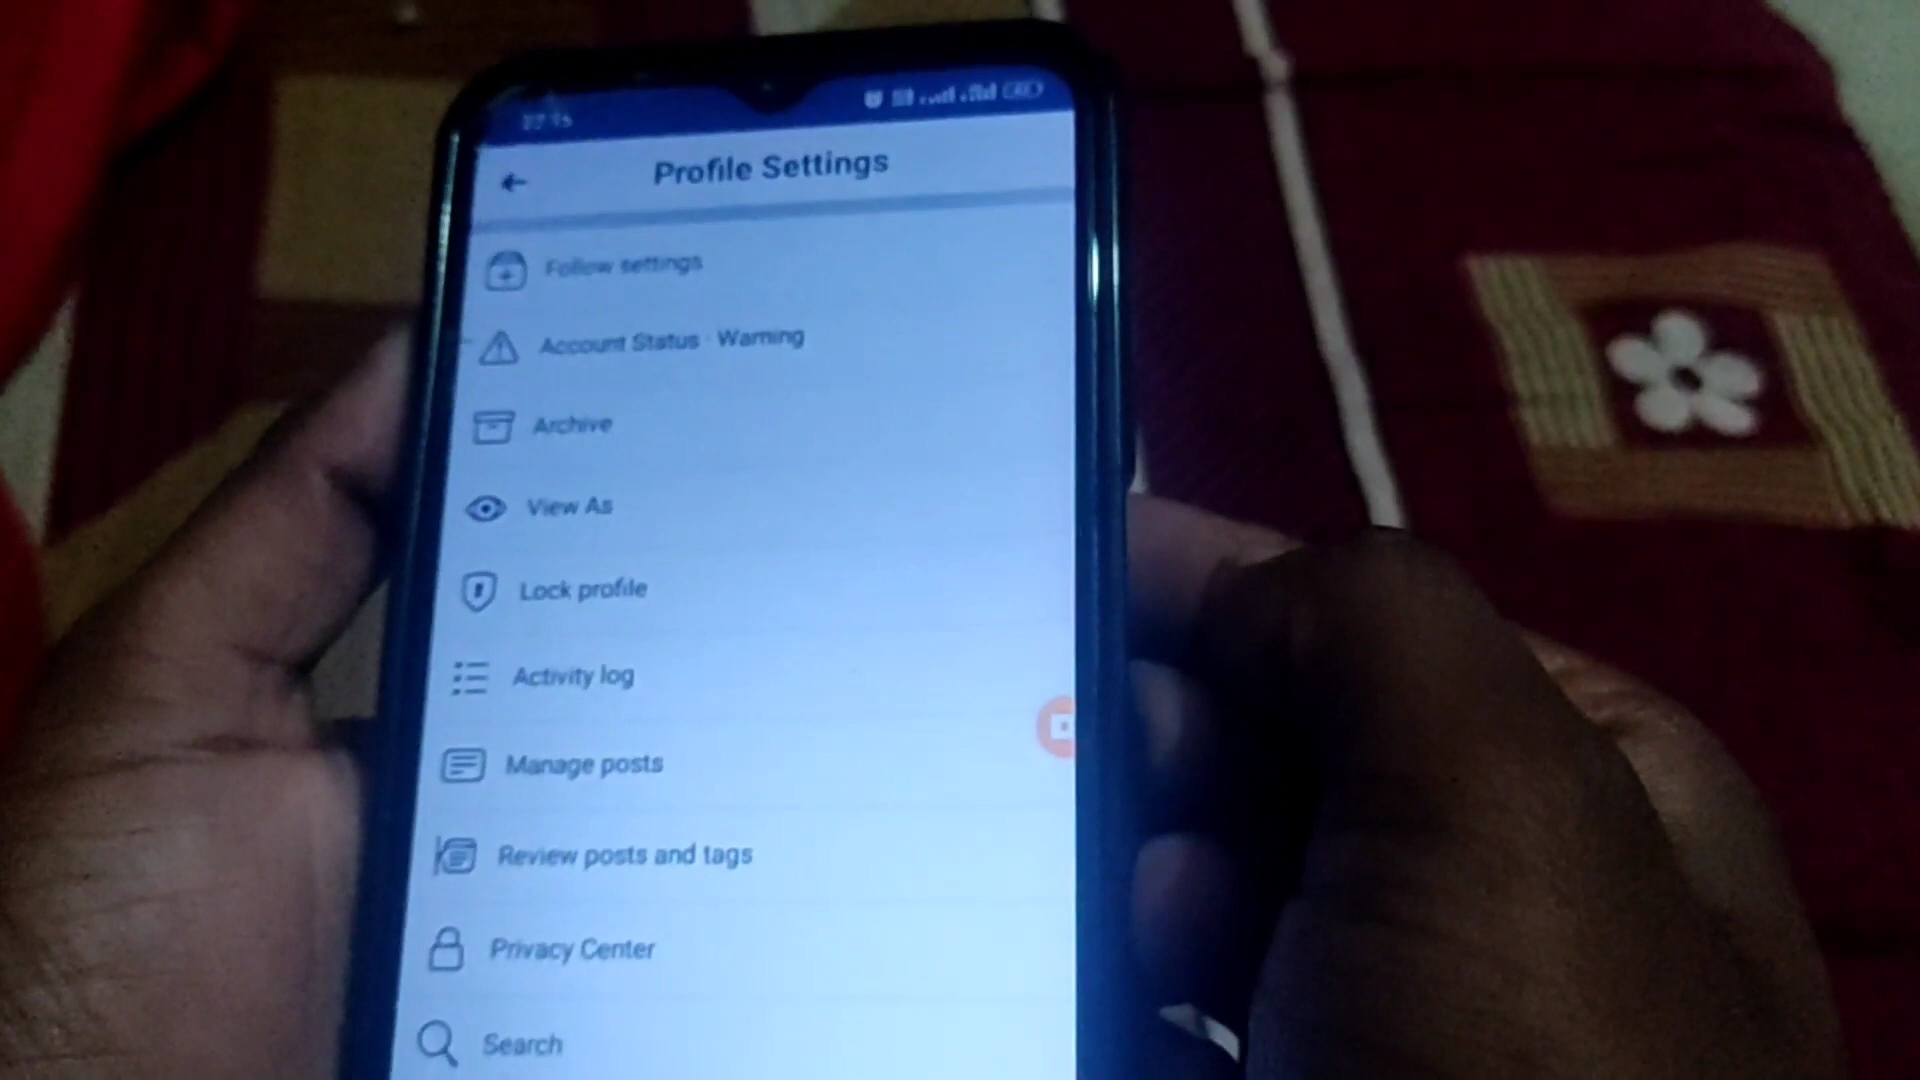 Profile Settings
Follow settings
Account Status · Warning
Archive
View As
Lock profile
Activity log
Manage posts
Review posts and tags
Privacy Center
Search